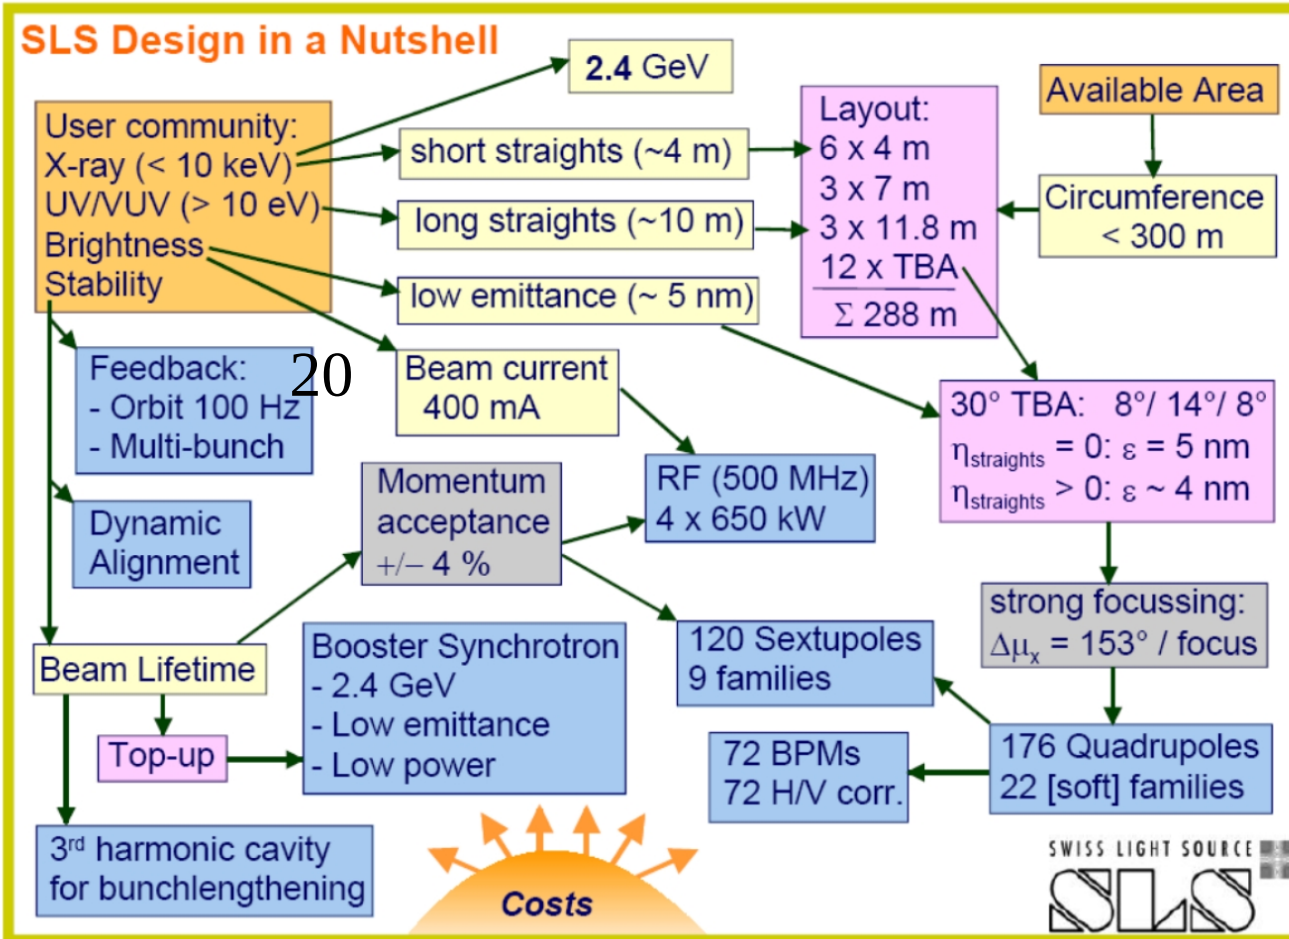 SLS Design in a Nutshell
2.4 GeV
User community:
X-ray (< 10 keV)
UV/VUV (> 10 eV)
Brightness
Stability
short straights (~4 m)
long straights (~10 m)
low emittance (~ 5 nm)
Layout:
6 x 4 m
3 x 7 m
3 x 11.8 m
12 x TBA
Σ 288 m
Available Area
Circumference
< 300 m
Feedback:
- Orbit 100 Hz
- Multi-bunch
20
Beam current
400 mA
30° TBA: 8°/ 14°/ 8°
ηstraights = 0: ε = 5 nm
ηstraights > 0: ε ~ 4 nm
Momentum
acceptance
+/– 4 %
RF (500 MHz)
4 x 650 kW
Dynamic
Alignment
strong focussing:
Δμx = 153° / focus
Beam Lifetime
Booster Synchrotron
- 2.4 GeV
- Low emittance
- Low power
120 Sextupoles
9 families
Top-up
72 BPMs
72 H/V corr.
176 Quadrupoles
22 [soft] families
3rd harmonic cavity
for bunchlengthening
Costs
SWISS LIGHT SOURCE
SLS